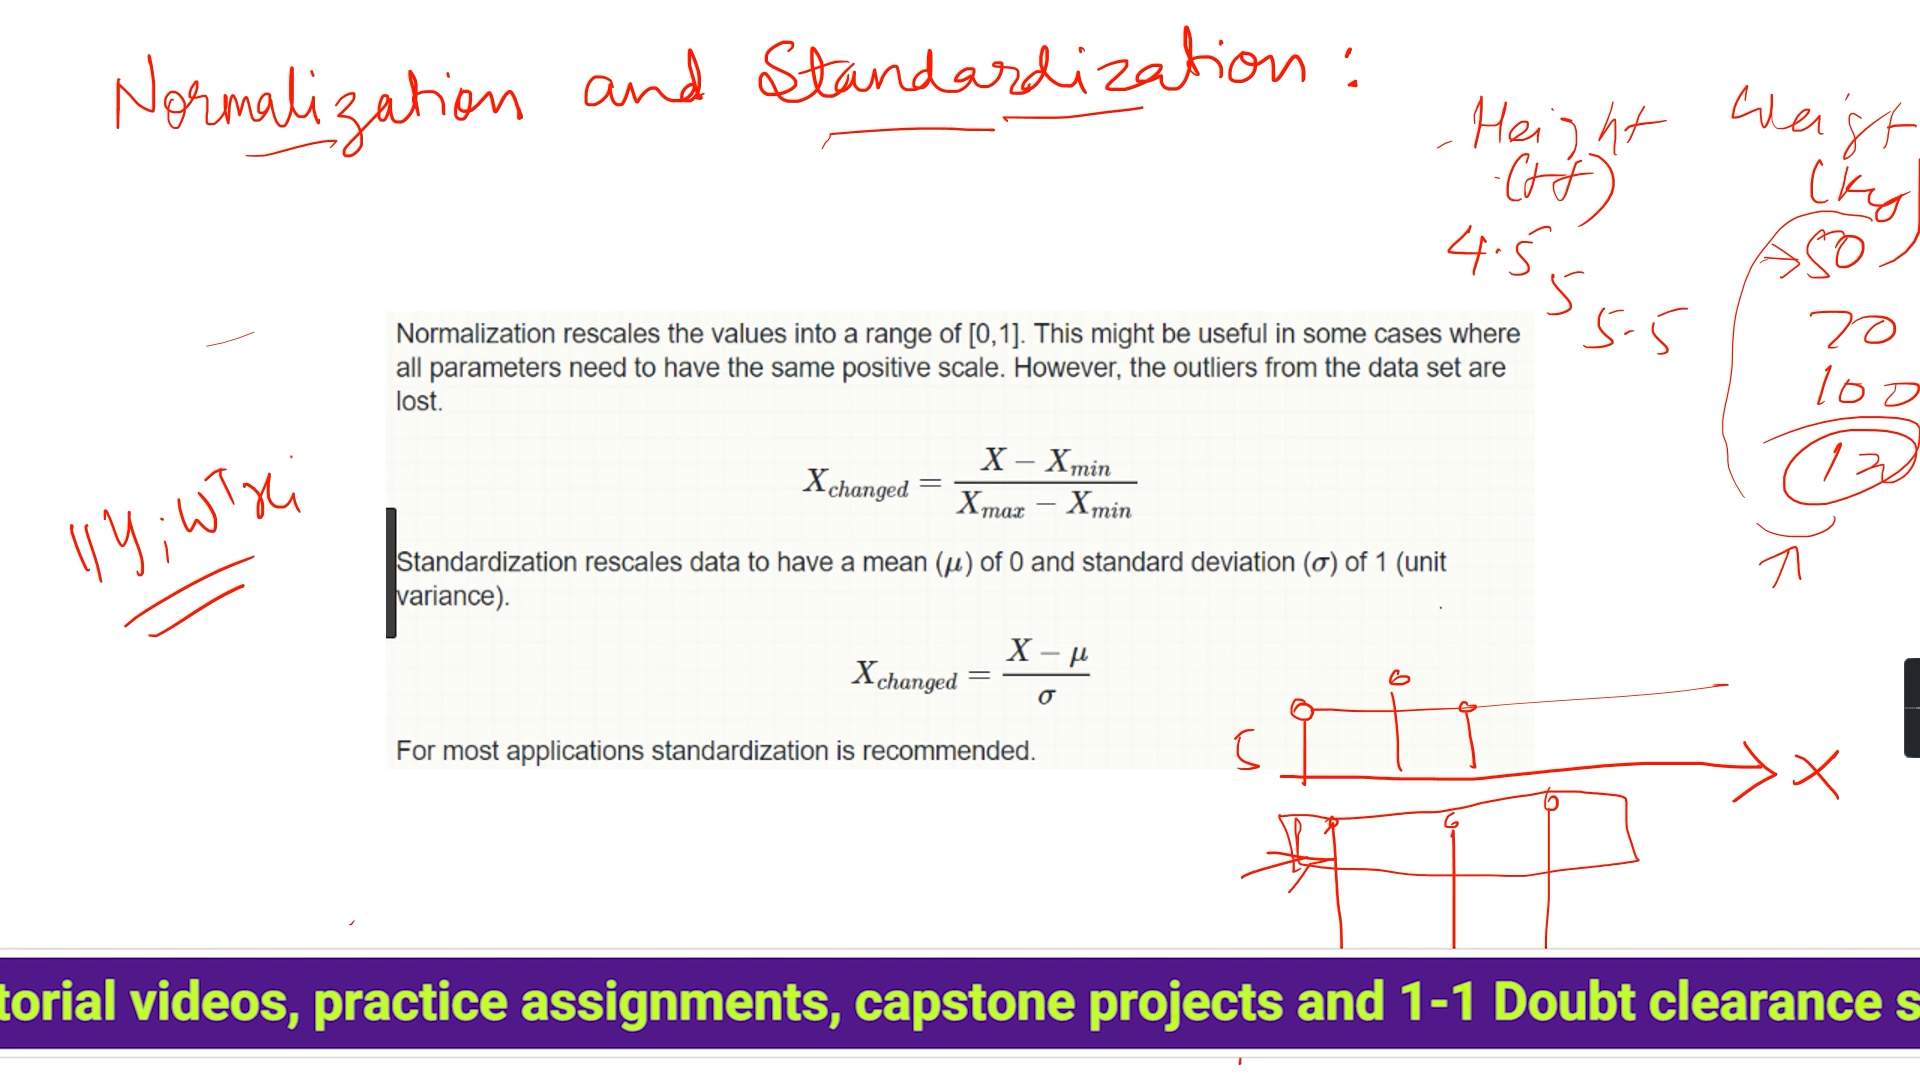 Normalization and Standardization :
Height Weight
(ft) (kg)
4.5 50
5
5.5 70
100
12
Normalization rescales the values into a range of [0,1]. This might be useful in some cases where
all parameters need to have the same positive scale. However, the outliers from the data set are
lost.
X_changed = (X − X_min) / (X_max − X_min)
Standardization rescales data to have a mean (μ) of 0 and standard deviation (σ) of 1 (unit
variance).
X_changed = (X − μ) / σ
For most applications standardization is recommended.
X
torial videos, practice assignments, capstone projects and 1-1 Doubt clearance s